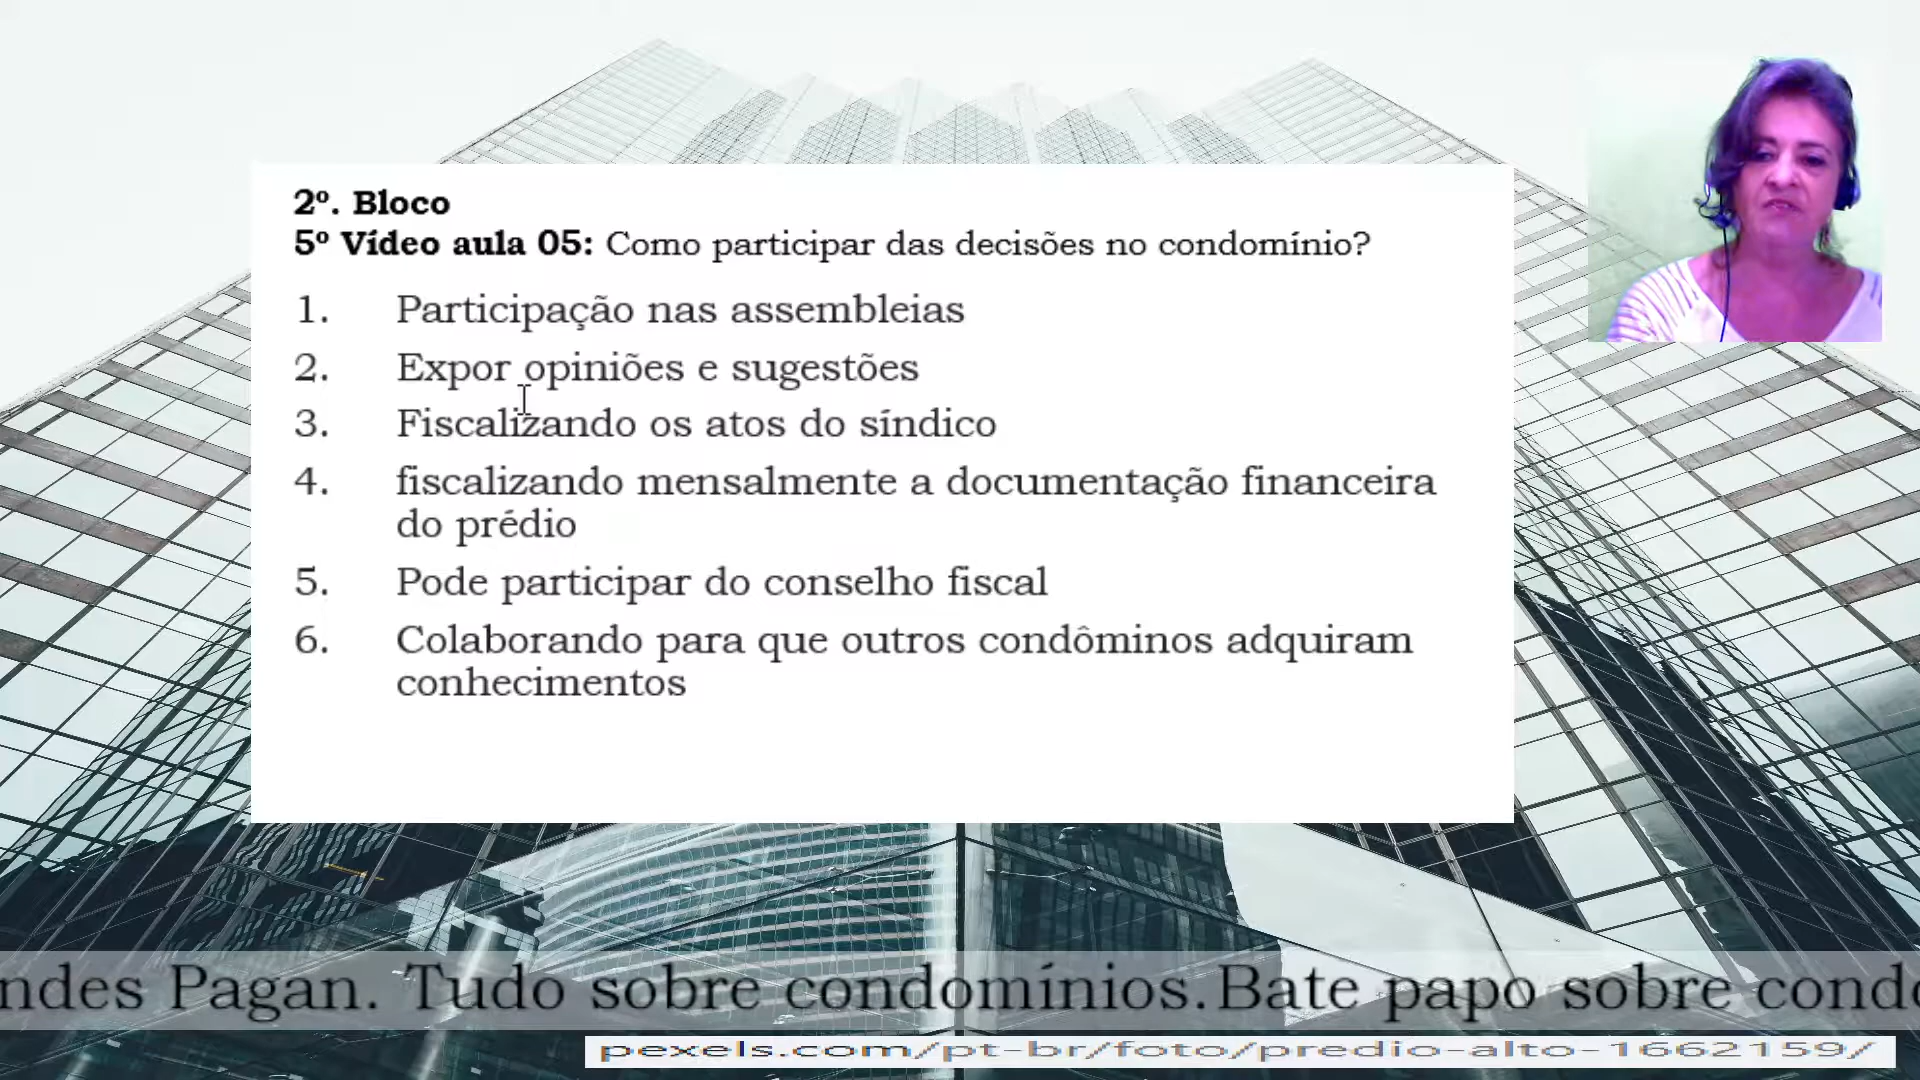 2º. Bloco
5º Vídeo aula 05: Como participar das decisões no condomínio?
1. Participação nas assembleias
2. Expor opiniões e sugestões
3. Fiscalizando os atos do síndico
4. fiscalizando mensalmente a documentação financeira
do prédio
5. Pode participar do conselho fiscal
6. Colaborando para que outros condôminos adquiram
conhecimentos
ndes Pagan. Tudo sobre condomínios.Bate papo sobre cond
pexels.com/pt-br/foto/predio-alto-1662159/